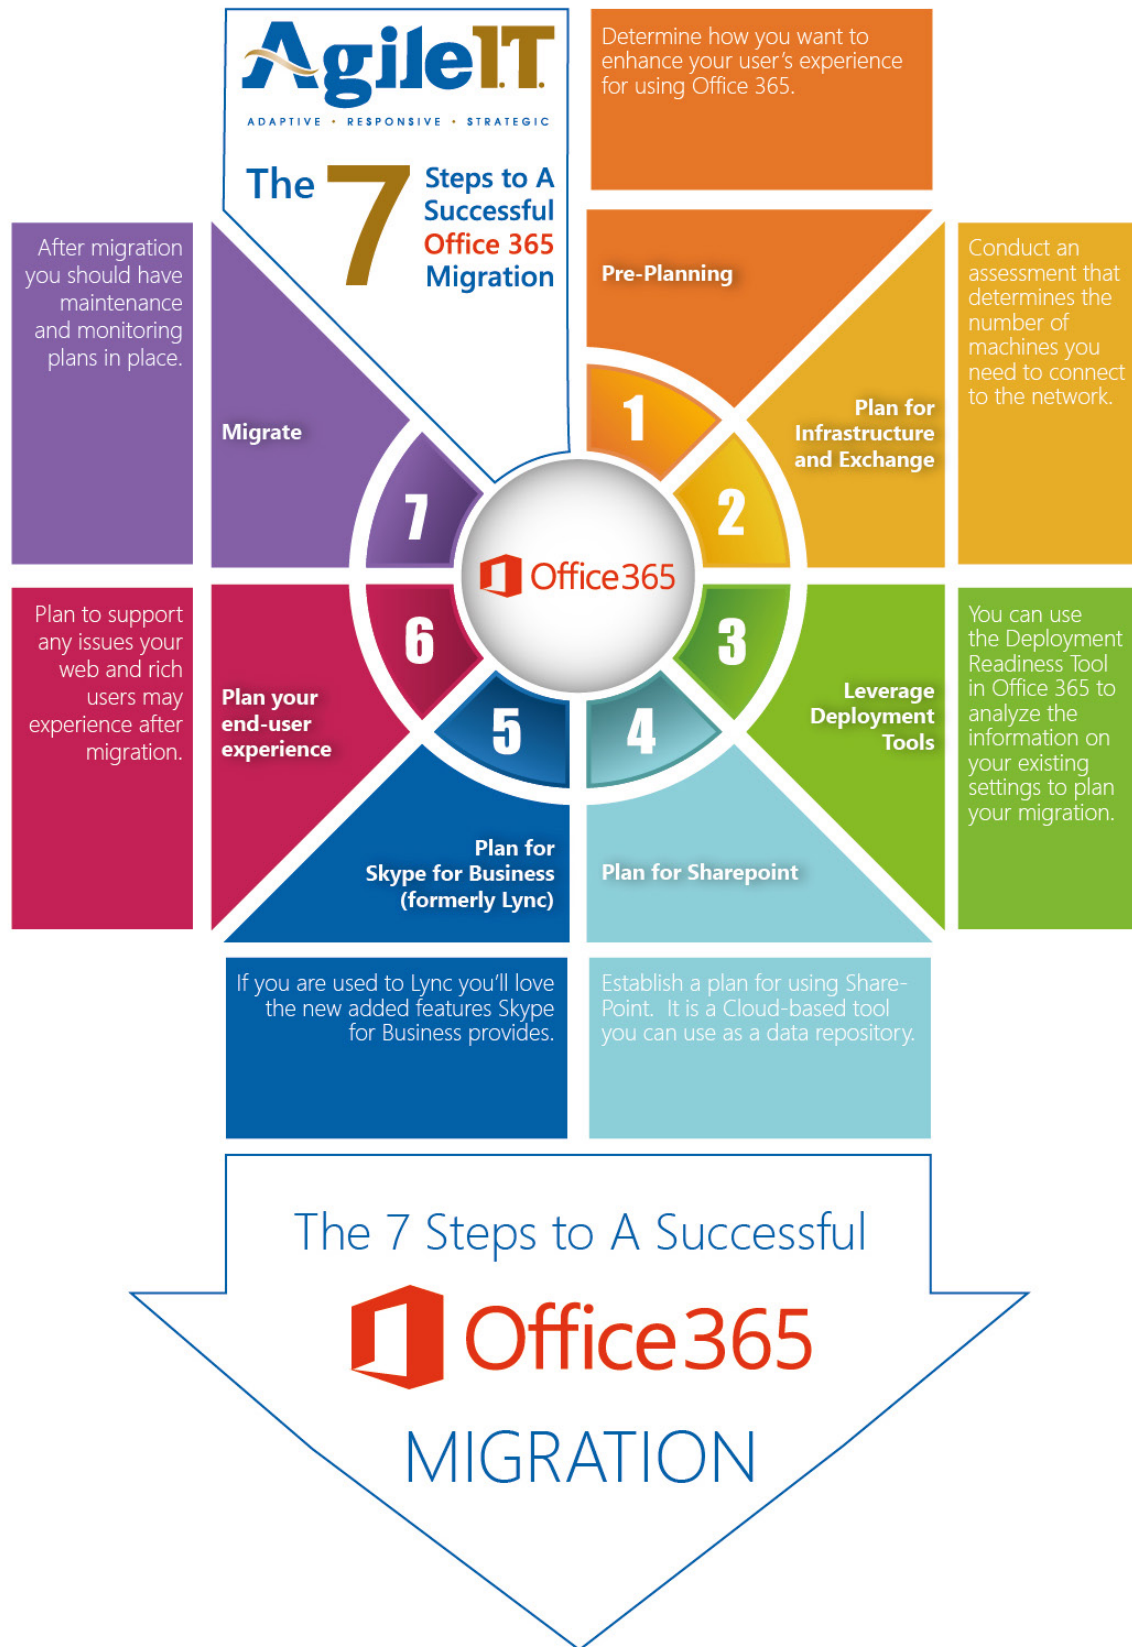 AgileI.T.
ADAPTIVE • RESPONSIVE • STRATEGIC
The 7
Steps to A
Successful
Office 365
Migration
Determine how you want to
enhance your user's experience
for using Office 365.
Pre-Planning
1
Conduct an
assessment that
determines the
number of
machines you
need to connect
to the network.
Plan for
Infrastructure
and Exchange
2
You can use
the Deployment
Readiness Tool
in Office 365 to
analyze the
information on
your existing
settings to plan
your migration.
Leverage
Deployment
Tools
3
Plan for Sharepoint
4
Establish a plan for using Share-
Point.  It is a Cloud-based tool
you can use as a data repository.
Plan for
Skype for Business
(formerly Lync)
5
If you are used to Lync you'll love
the new added features Skype
for Business provides.
Plan your
end-user
experience
6
Plan to support
any issues your
web and rich
users may
experience after
migration.
Migrate
7
After migration
you should have
maintenance
and monitoring
plans in place.
Office 365
The 7 Steps to A Successful
Office 365
MIGRATION